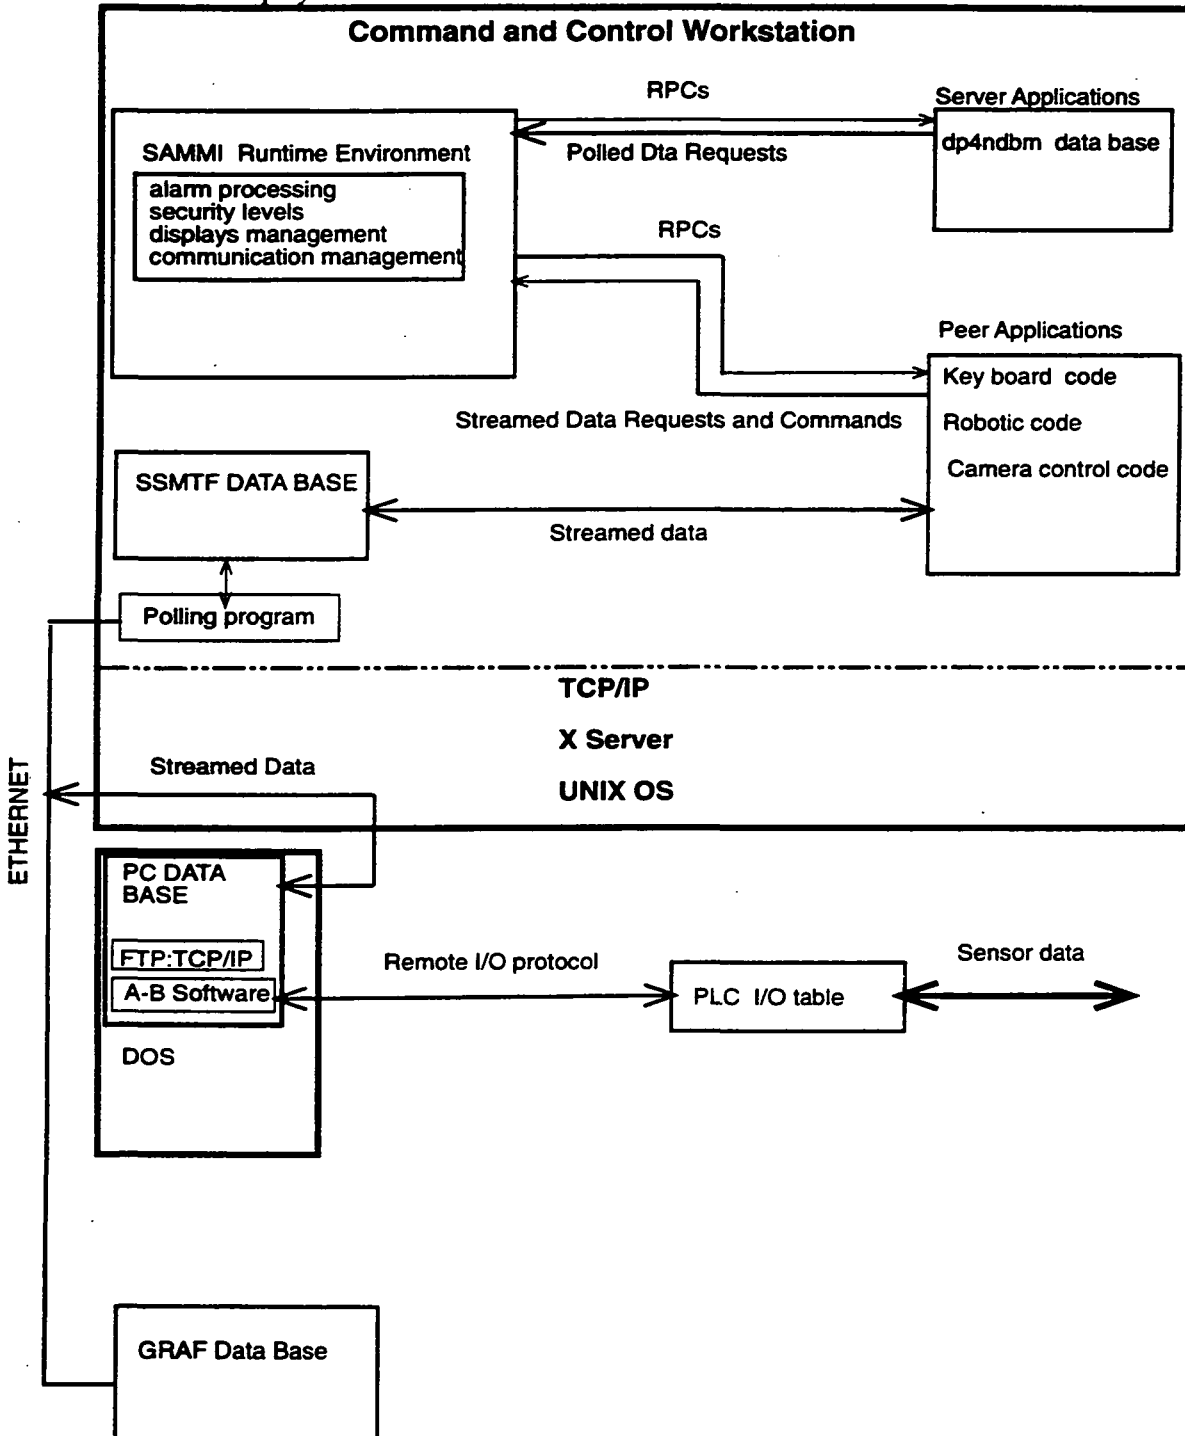 Command and Control Workstation
RPCs
Server Applications
SAMMI Runtime Environment
Polled Dta Requests
dp4ndbm data base
alarm processing
security levels
displays management
communication management
RPCs
Peer Applications
Key board code
Streamed Data Requests and Commands
Robotic code
Camera control code
SSMTF DATA BASE
Streamed data
Polling program
TCP/IP
X Server
UNIX OS
Streamed Data
ETHERNET
PC DATA
BASE
FTP:TCP/IP
A-B Software
DOS
Remote I/O protocol
PLC I/O table
Sensor data
GRAF Data Base